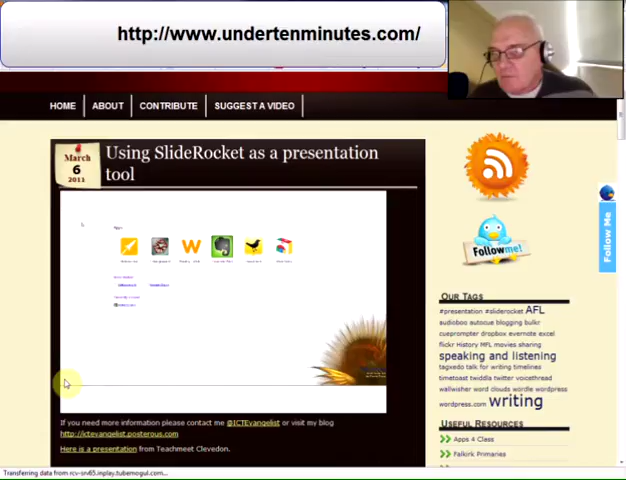 http://www.undertenminutes.com/
HOME
ABOUT
CONTRIBUTE
SUGGEST A VIDEO
March
6
2011
Using SlideRocket as a presentation
tool
W
Followme!
Follow Me
OUR TAGS
#presentation #sliderocket AFL
audioboo autocue blogging bulkr
cueprompter dropbox evernote excel
flickr History MFL movies sharing
speaking and listening
tagxedo talk for writing timelines
timetoast twiddla twitter voicethread
wallwisher word clouds wordle wordpress
wordpress.com writing
If you need more information please contact me @ICTEvangelist or visit my blog
http://ictevangelist.posterous.com
Here is a presentation from Teachmeet Clevedon.
USEFUL RESOURCES
Apps 4 Class
Falkirk Primaries
Transferring data from rcv-srv65.inplay.tubemogul.com...